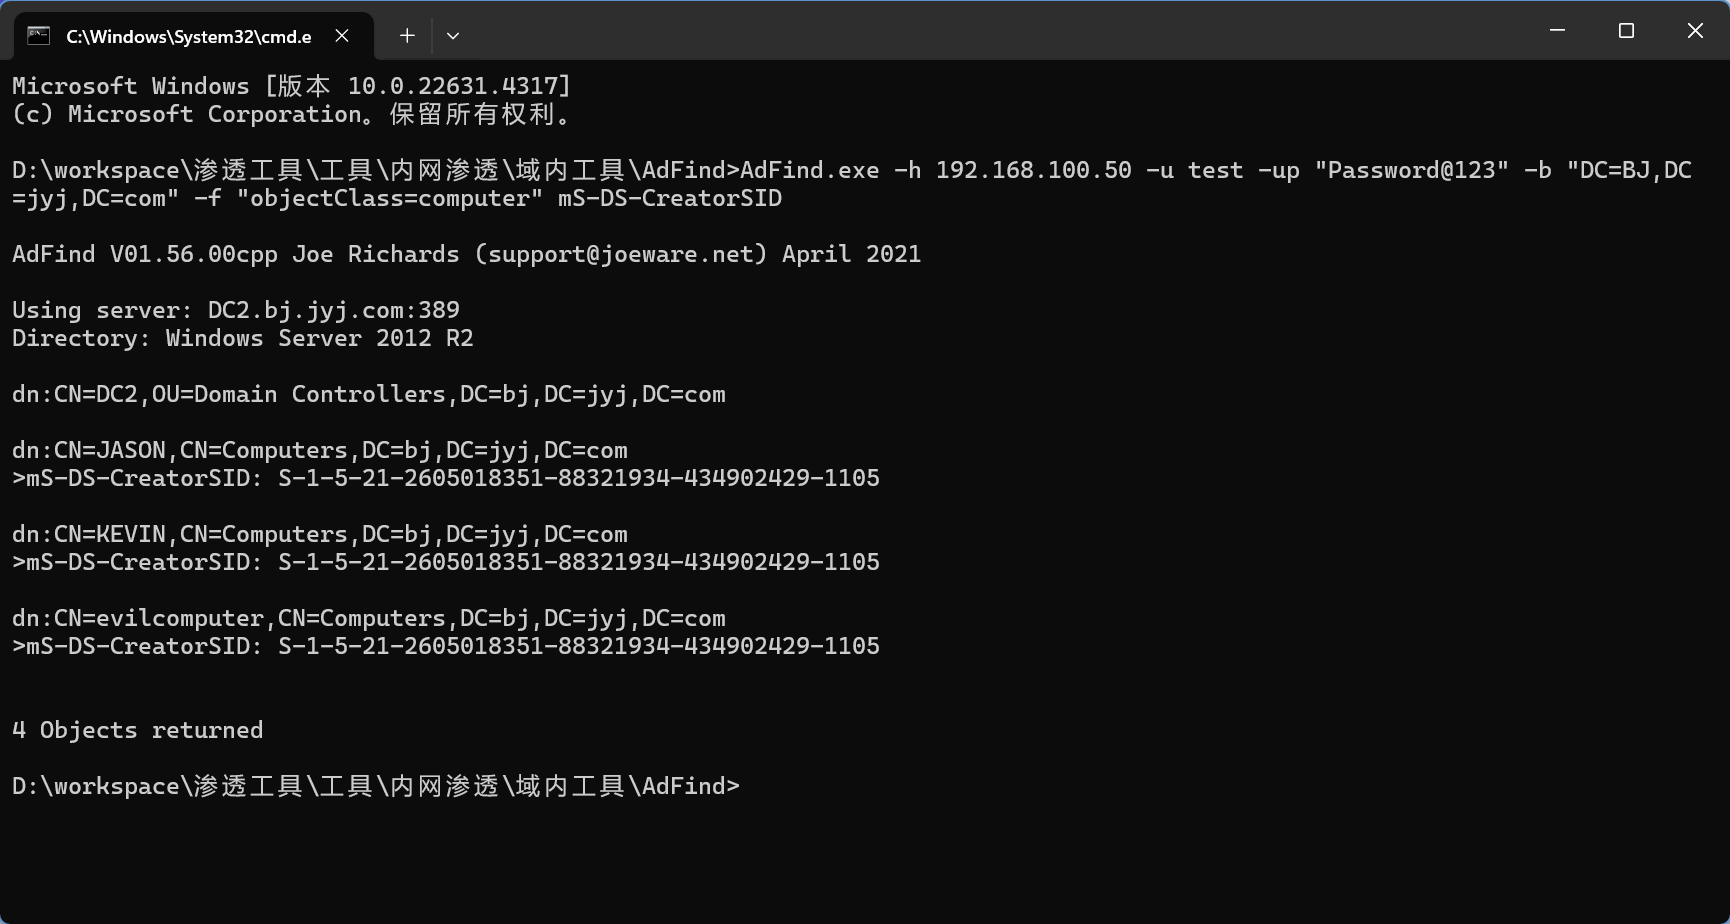 C:\Windows\System32\cmd.e
Microsoft Windows [版本 10.0.22631.4317]
(c) Microsoft Corporation。保留所有权利。
D:\workspace\渗透工具\工具\内网渗透\域内工具\AdFind>AdFind.exe -h 192.168.100.50 -u test -up "Password@123" -b "DC=BJ,DC
=jyj,DC=com" -f "objectClass=computer" mS-DS-CreatorSID
AdFind V01.56.00cpp Joe Richards (support@joeware.net) April 2021
Using server: DC2.bj.jyj.com:389
Directory: Windows Server 2012 R2
dn:CN=DC2,OU=Domain Controllers,DC=bj,DC=jyj,DC=com
dn:CN=JASON,CN=Computers,DC=bj,DC=jyj,DC=com
>mS-DS-CreatorSID: S-1-5-21-2605018351-88321934-434902429-1105
dn:CN=KEVIN,CN=Computers,DC=bj,DC=jyj,DC=com
>mS-DS-CreatorSID: S-1-5-21-2605018351-88321934-434902429-1105
dn:CN=evilcomputer,CN=Computers,DC=bj,DC=jyj,DC=com
>mS-DS-CreatorSID: S-1-5-21-2605018351-88321934-434902429-1105
4 Objects returned
D:\workspace\渗透工具\工具\内网渗透\域内工具\AdFind>